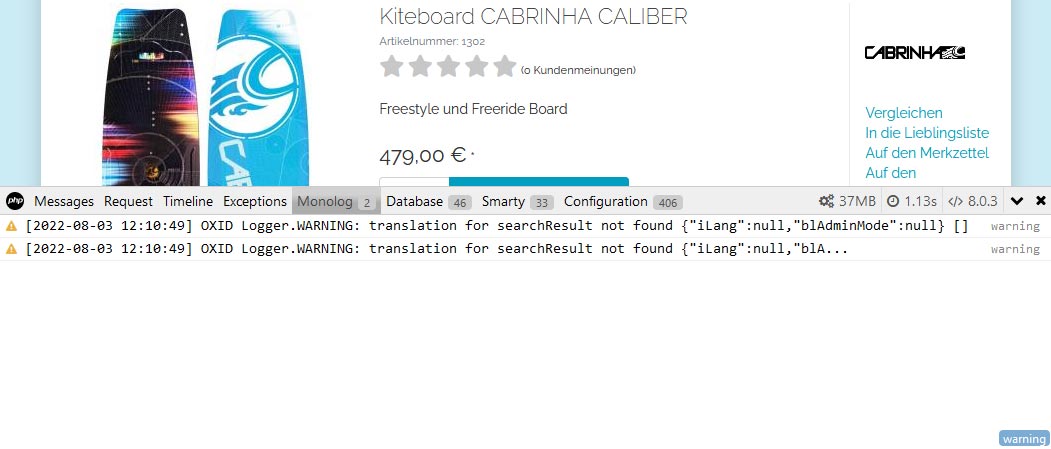 Kiteboard CABRINHA CALIBER
Artikelnummer: 1302
(0 Kundenmeinungen)
Freestyle und Freeride Board
479,00 € *
CABRINHA
Vergleichen
In die Lieblingsliste
Auf den Merkzettel
Auf den
php Messages Request Timeline Exceptions Monolog 2 Database 46 Smarty 33 Configuration 406 37MB 1.13s </> 8.0.3
[2022-08-03 12:10:49] OXID Logger.WARNING: translation for searchResult not found {"iLang":null,"blAdminMode":null} [] warning
[2022-08-03 12:10:49] OXID Logger.WARNING: translation for searchResult not found {"iLang":null,"blA... warning
warning